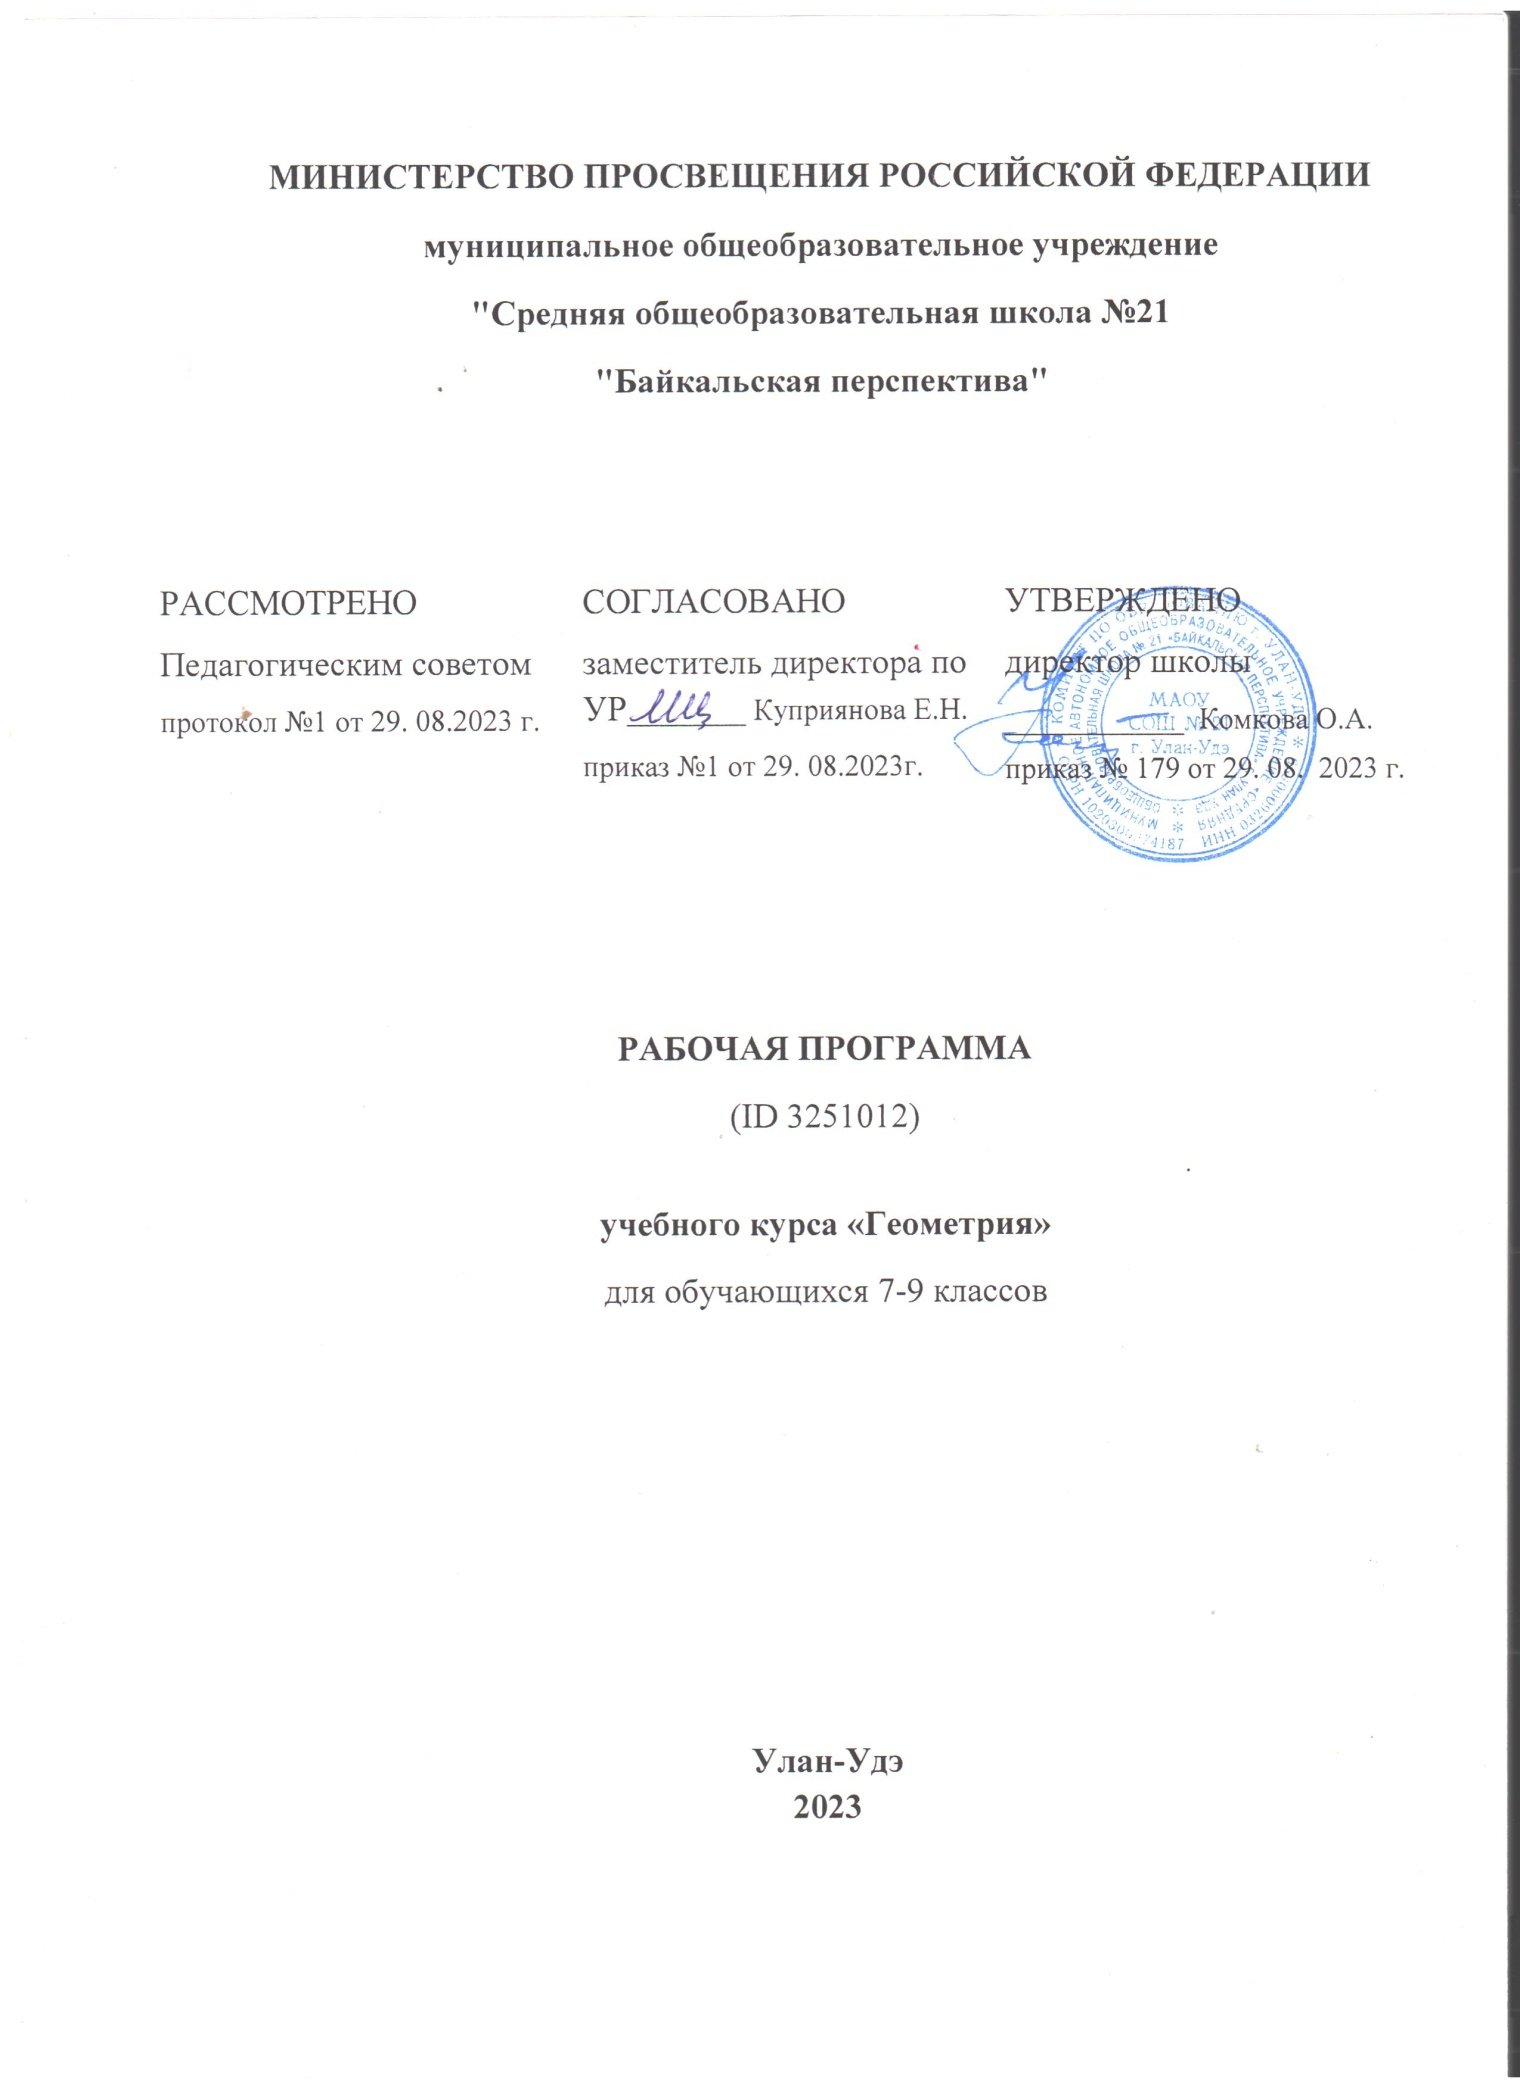 МИНИСТЕРСТВО ПРОСВЕЩЕНИЯ РОССИЙСКОЙ ФЕДЕРАЦИИ
муниципальное общеобразовательное учреждение
"Средняя общеобразовательная школа №21
"Байкальская перспектива"
РАССМОТРЕНО
Педагогическим советом
протокол №1 от 29. 08.2023 г.
СОГЛАСОВАНО
заместитель директора по
УР________ Куприянова Е.Н.
приказ №1 от 29. 08.2023г.
УТВЕРЖДЕНО
директор школы
____________ Комкова О.А.
приказ № 179 от 29. 08. 2023 г.
МАОУ
СОШ № 21
г. Улан-Удэ
РАБОЧАЯ ПРОГРАММА
(ID 3251012)
учебного курса «Геометрия»
для обучающихся 7-9 классов
Улан-Удэ
2023